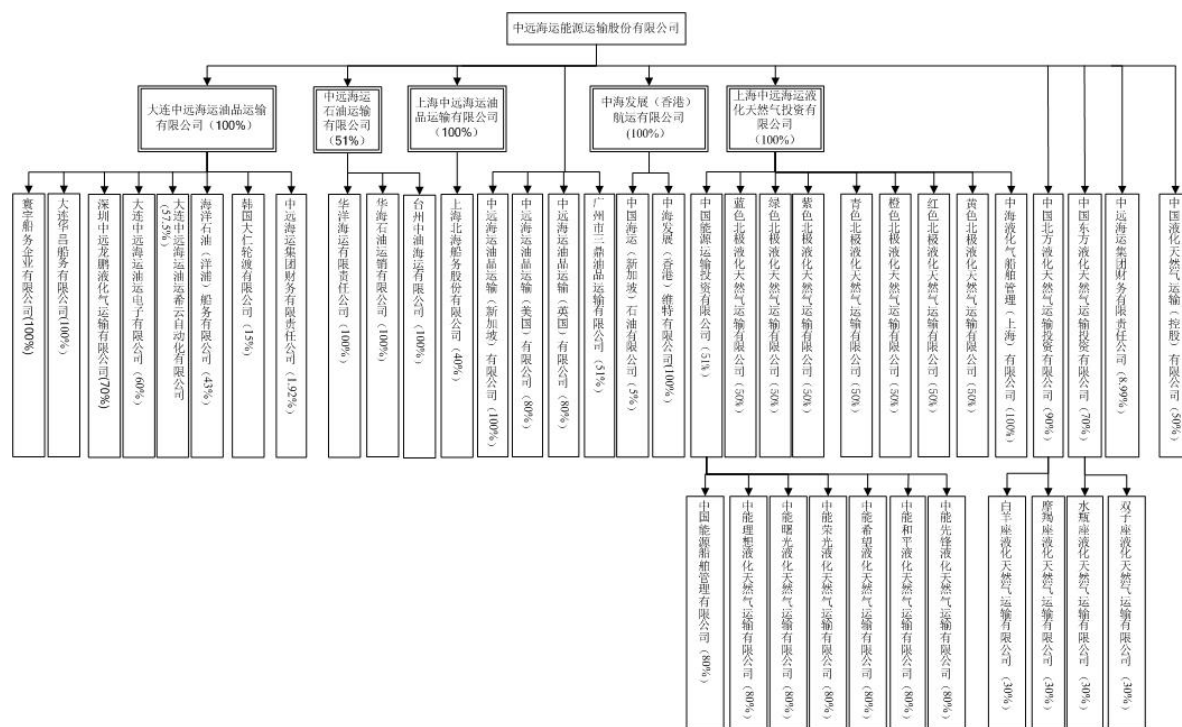 中远海运能源运输股份有限公司
大连中远海运油品运输
有限公司（100%）
中远海运
石油运输
有限公司
（51%）
上海中远海运油
品运输有限公司
（100%）
中海发展（香港）
航运有限公司
(100%)
上海中远海运液
化天然气投资有
限公司
（100%）
寰宇船务企业有限公司(100%)
大连华昌船务有限公司(100%)
深圳中远龙鹏液化气运输有限公司(70%)
大连中远海运油运电子有限公司（60%）
大连中远海运油运希云自动化有限公司
(57.5%)
海洋石油（洋浦）船务有限公司（43%）
韩国大仁轮渡有限公司（15%）
中远海运集团财务有限责任公司（1.92%）
华洋海运有限责任公司（100%）
华海石油运销有限公司（100%）
台州中油海运有限公司（100%）
上海北海船务股份有限公司（40%）
中远海运油品运输（新加坡）有限公司（100%）
中远海运油品运输（美国）有限公司（80%）
中远海运油品运输（英国）有限公司（80%）
广州市三鼎油品运输有限公司（51%）
中国海运（新加坡）石油有限公司（5%）
中海发展（香港）维特有限公司(100%)
中国能源运输投资有限公司（51%）
蓝色北极液化天然气运输有限公司（50%）
绿色北极液化天然气运输有限公司（50%）
紫色北极液化天然气运输有限公司（50%）
青色北极液化天然气运输有限公司（50%）
橙色北极液化天然气运输有限公司（50%）
红色北极液化天然气运输有限公司（50%）
黄色北极液化天然气运输有限公司（50%）
中海液化气船舶管理（上海）有限公司（100%）
中国北方液化天然气运输投资有限公司（90%）
中国东方液化天然气运输投资有限公司（70%）
中远海运集团财务有限责任公司（8.99%）
中国液化天然气运输（控股）有限公司（50%）
中国能源船舶管理有限公司（80%）
中能理想液化天然气运输有限公司（80%）
中能曙光液化天然气运输有限公司（80%）
中能荣光液化天然气运输有限公司（80%）
中能希望液化天然气运输有限公司（80%）
中能和平液化天然气运输有限公司（80%）
中能先锋液化天然气运输有限公司（80%）
白羊座液化天然气运输有限公司（30%）
摩羯座液化天然气运输有限公司（30%）
水瓶座液化天然气运输有限公司（30%）
双子座液化天然气运输有限公司（30%）